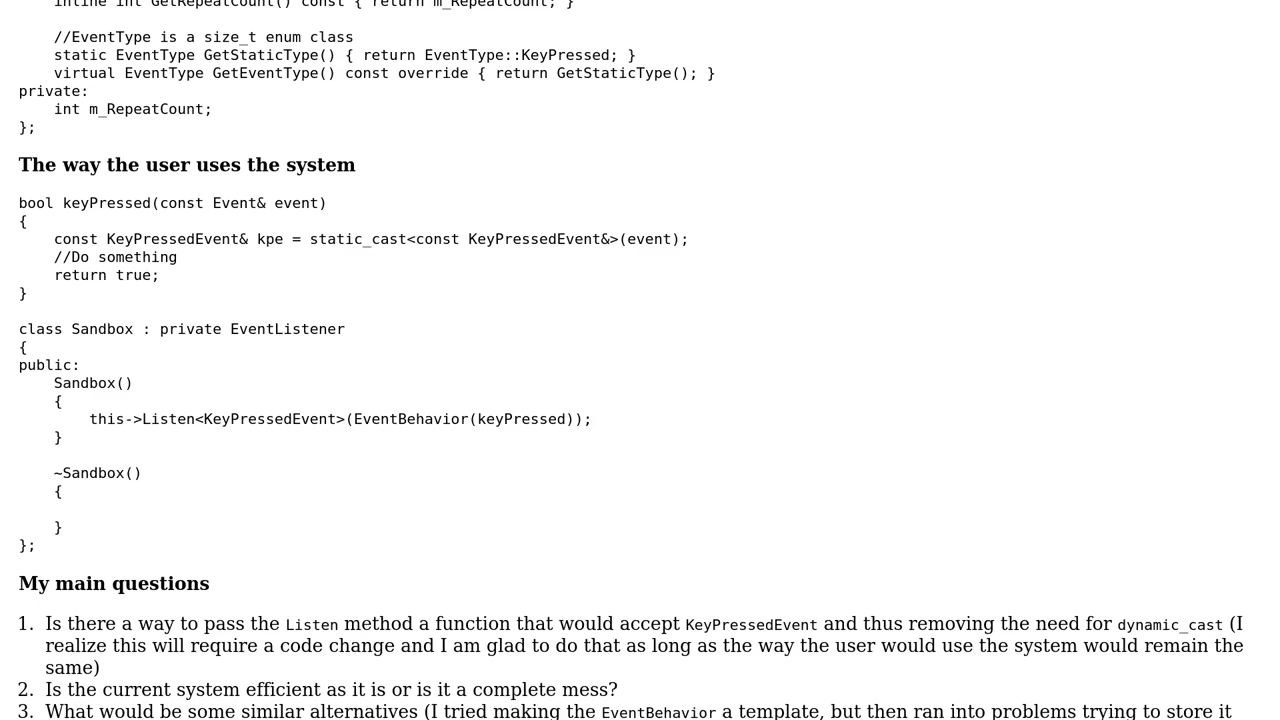 inline int GetRepeatCount() const { return m_RepeatCount; }

    //EventType is a size_t enum class
    static EventType GetStaticType() { return EventType::KeyPressed; }
    virtual EventType GetEventType() const override { return GetStaticType(); }
private:
    int m_RepeatCount;
};
The way the user uses the system
bool keyPressed(const Event& event)
{
    const KeyPressedEvent& kpe = static_cast<const KeyPressedEvent&>(event);
    //Do something
    return true;
}

class Sandbox : private EventListener
{
public:
    Sandbox()
    {
        this->Listen<KeyPressedEvent>(EventBehavior(keyPressed));
    }

    ~Sandbox()
    {

    }
};
My main questions
1. Is there a way to pass the Listen method a function that would accept KeyPressedEvent and thus removing the need for dynamic_cast (I
realize this will require a code change and I am glad to do that as long as the way the user would use the system would remain the
same)
2. Is the current system efficient as it is or is it a complete mess?
3. What would be some similar alternatives (I tried making the EventBehavior a template, but then ran into problems trying to store it